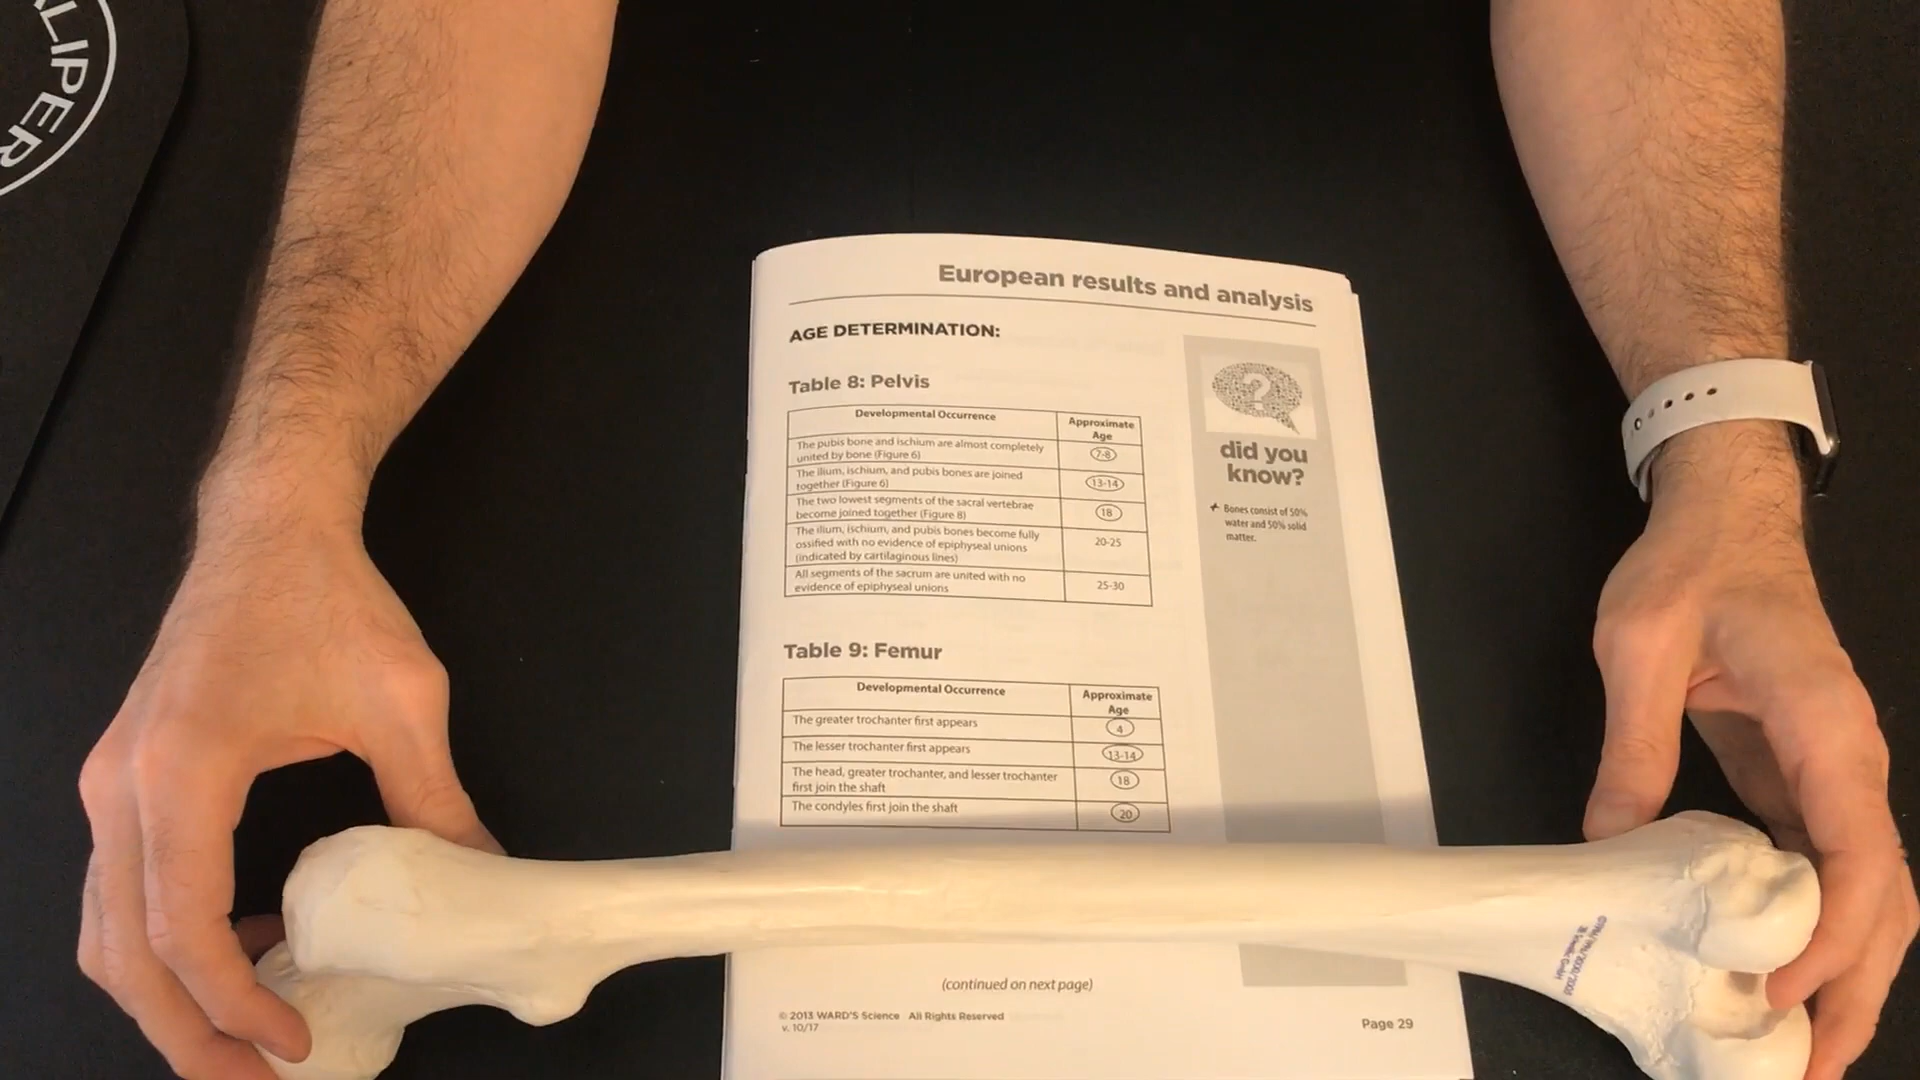 ALIPER
European results and analysis
AGE DETERMINATION:
Table 8: Pelvis
Developmental Occurrence
Approximate
Age
The pubis bone and ischium are almost completely
united by bone (Figure 6)
7-8
The ilium, ischium, and pubis bones are joined
together (Figure 6)
13-14
The two lowest segments of the sacral vertebrae
become joined together (Figure 8)
18
The ilium, ischium, and pubis bones become fully
ossified with no evidence of epiphyseal unions
(indicated by cartilaginous lines)
20-25
All segments of the sacrum are united with no
evidence of epiphyseal unions
25-30
?
did you
know?
+ Bones consist of 50%
water and 50% solid
matter.
Table 9: Femur
Developmental Occurrence
Approximate
Age
The greater trochanter first appears
4
The lesser trochanter first appears
13-14
The head, greater trochanter, and lesser trochanter
first join the shaft
18
The condyles first join the shaft
20
(continued on next page)
© 2013 WARD'S Science All Rights Reserved
v. 10/17
Page 29